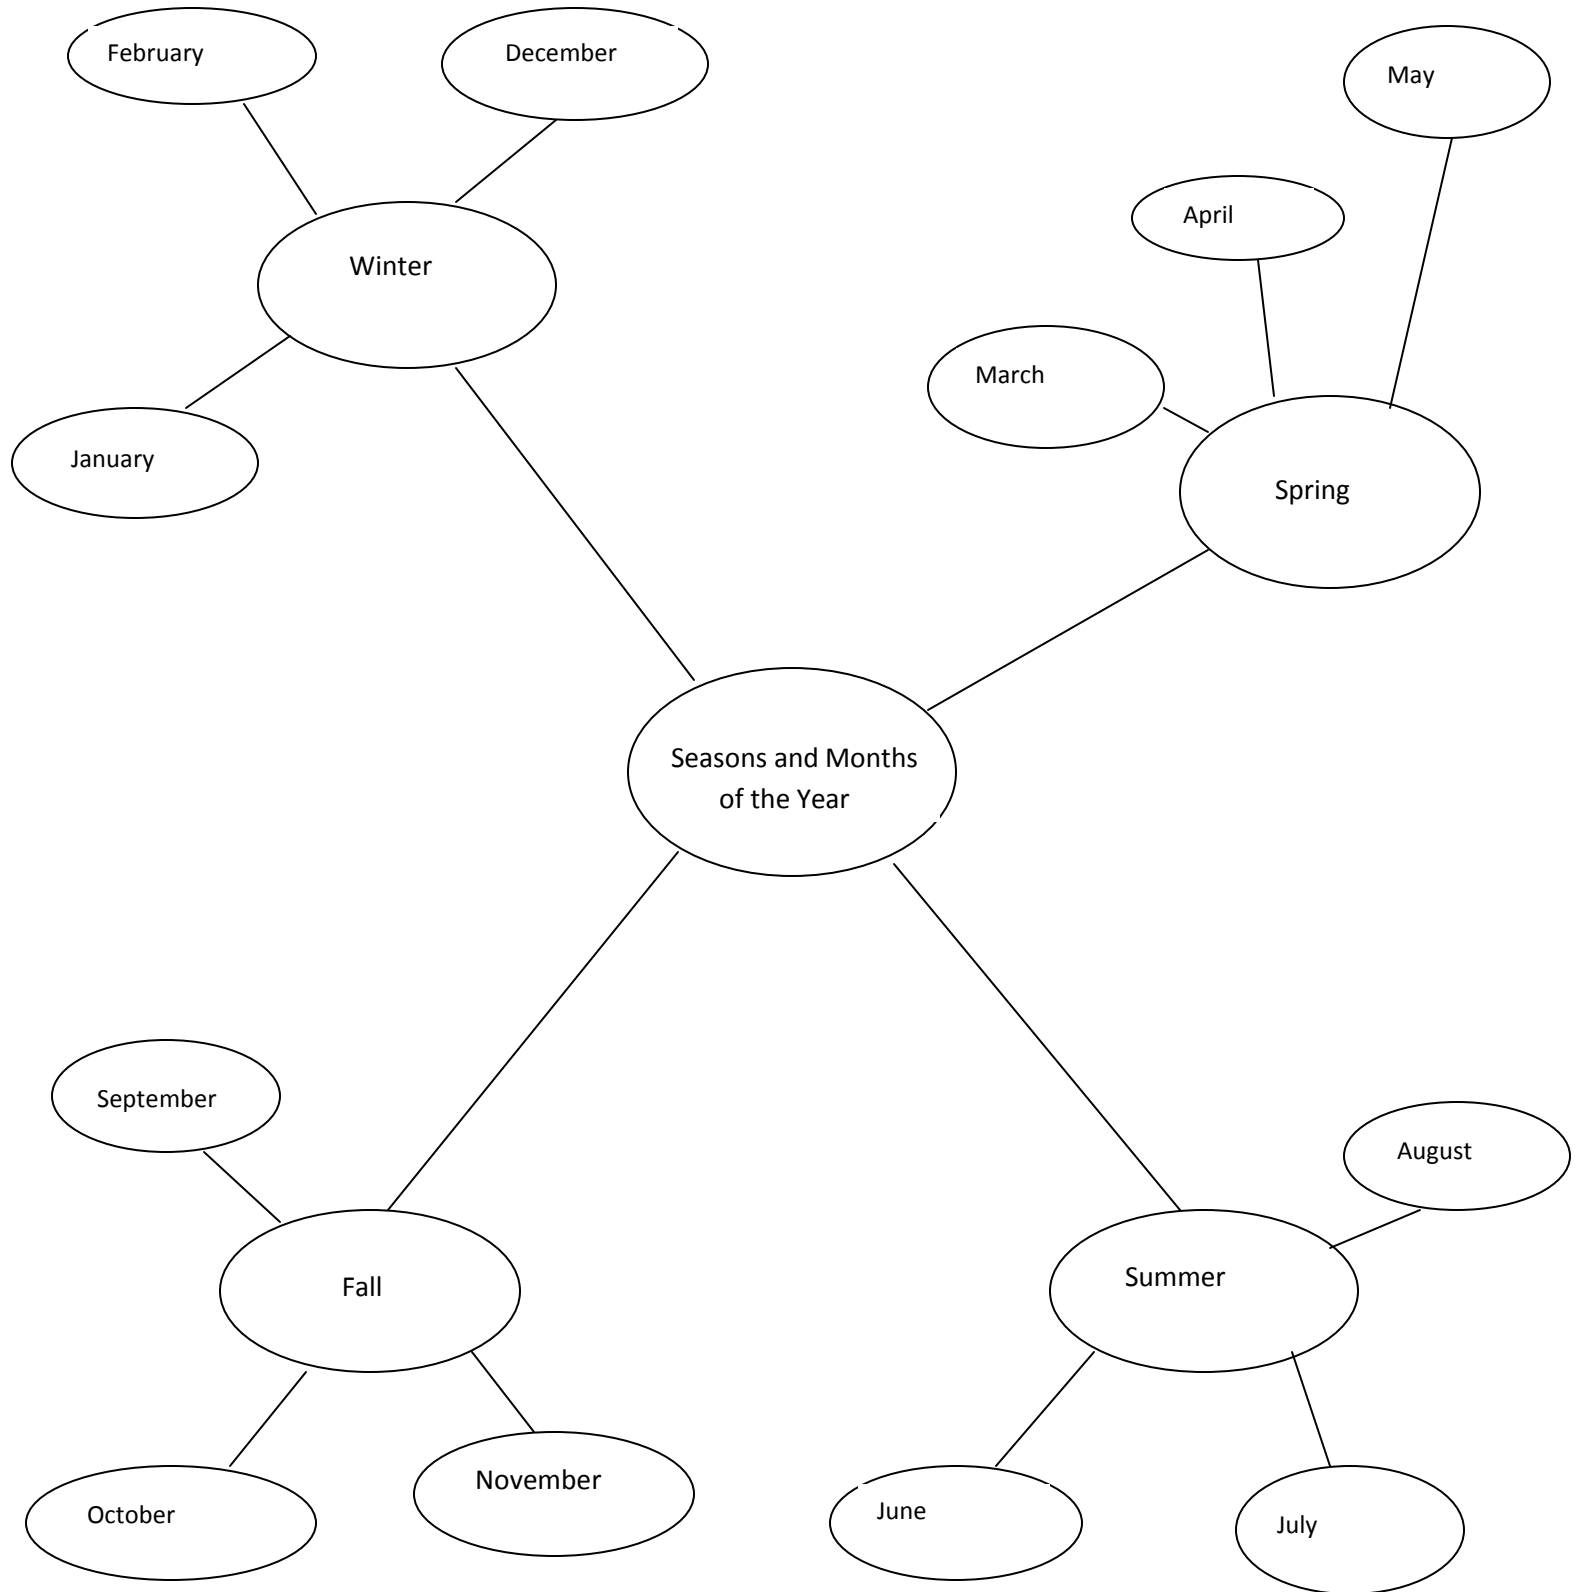 February
December
May
April
Winter
March
January
Spring
Seasons and Months
of the Year
September
August
Fall
Summer
November
October
June
July